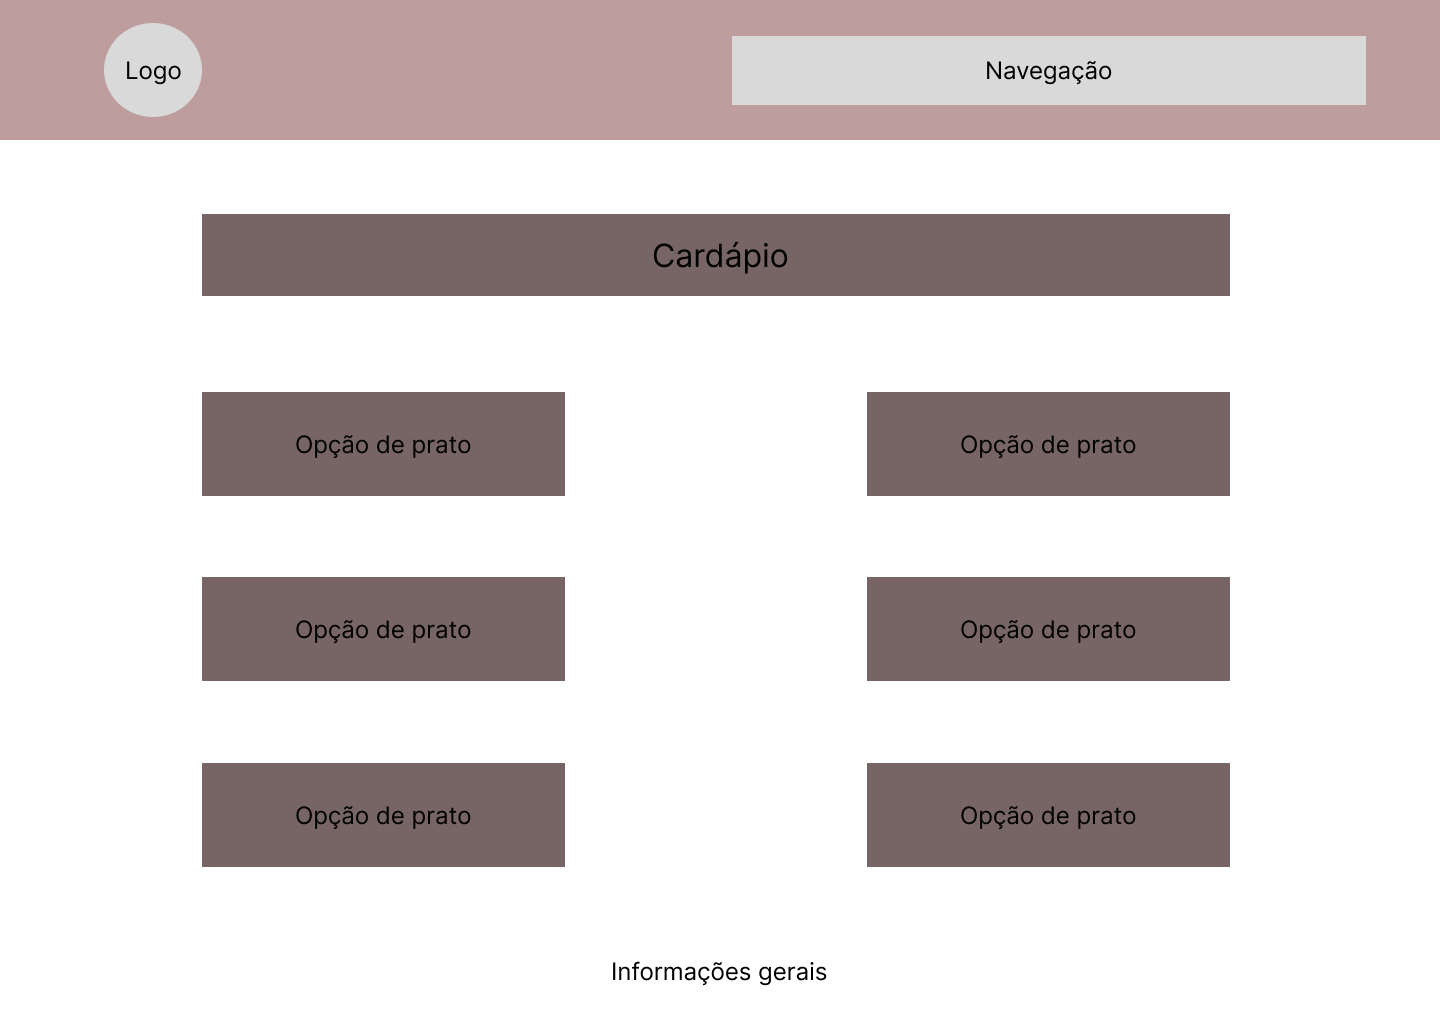 Logo
Navegação
Cardápio
Opção de prato
Opção de prato
Opção de prato
Opção de prato
Opção de prato
Opção de prato
Informações gerais